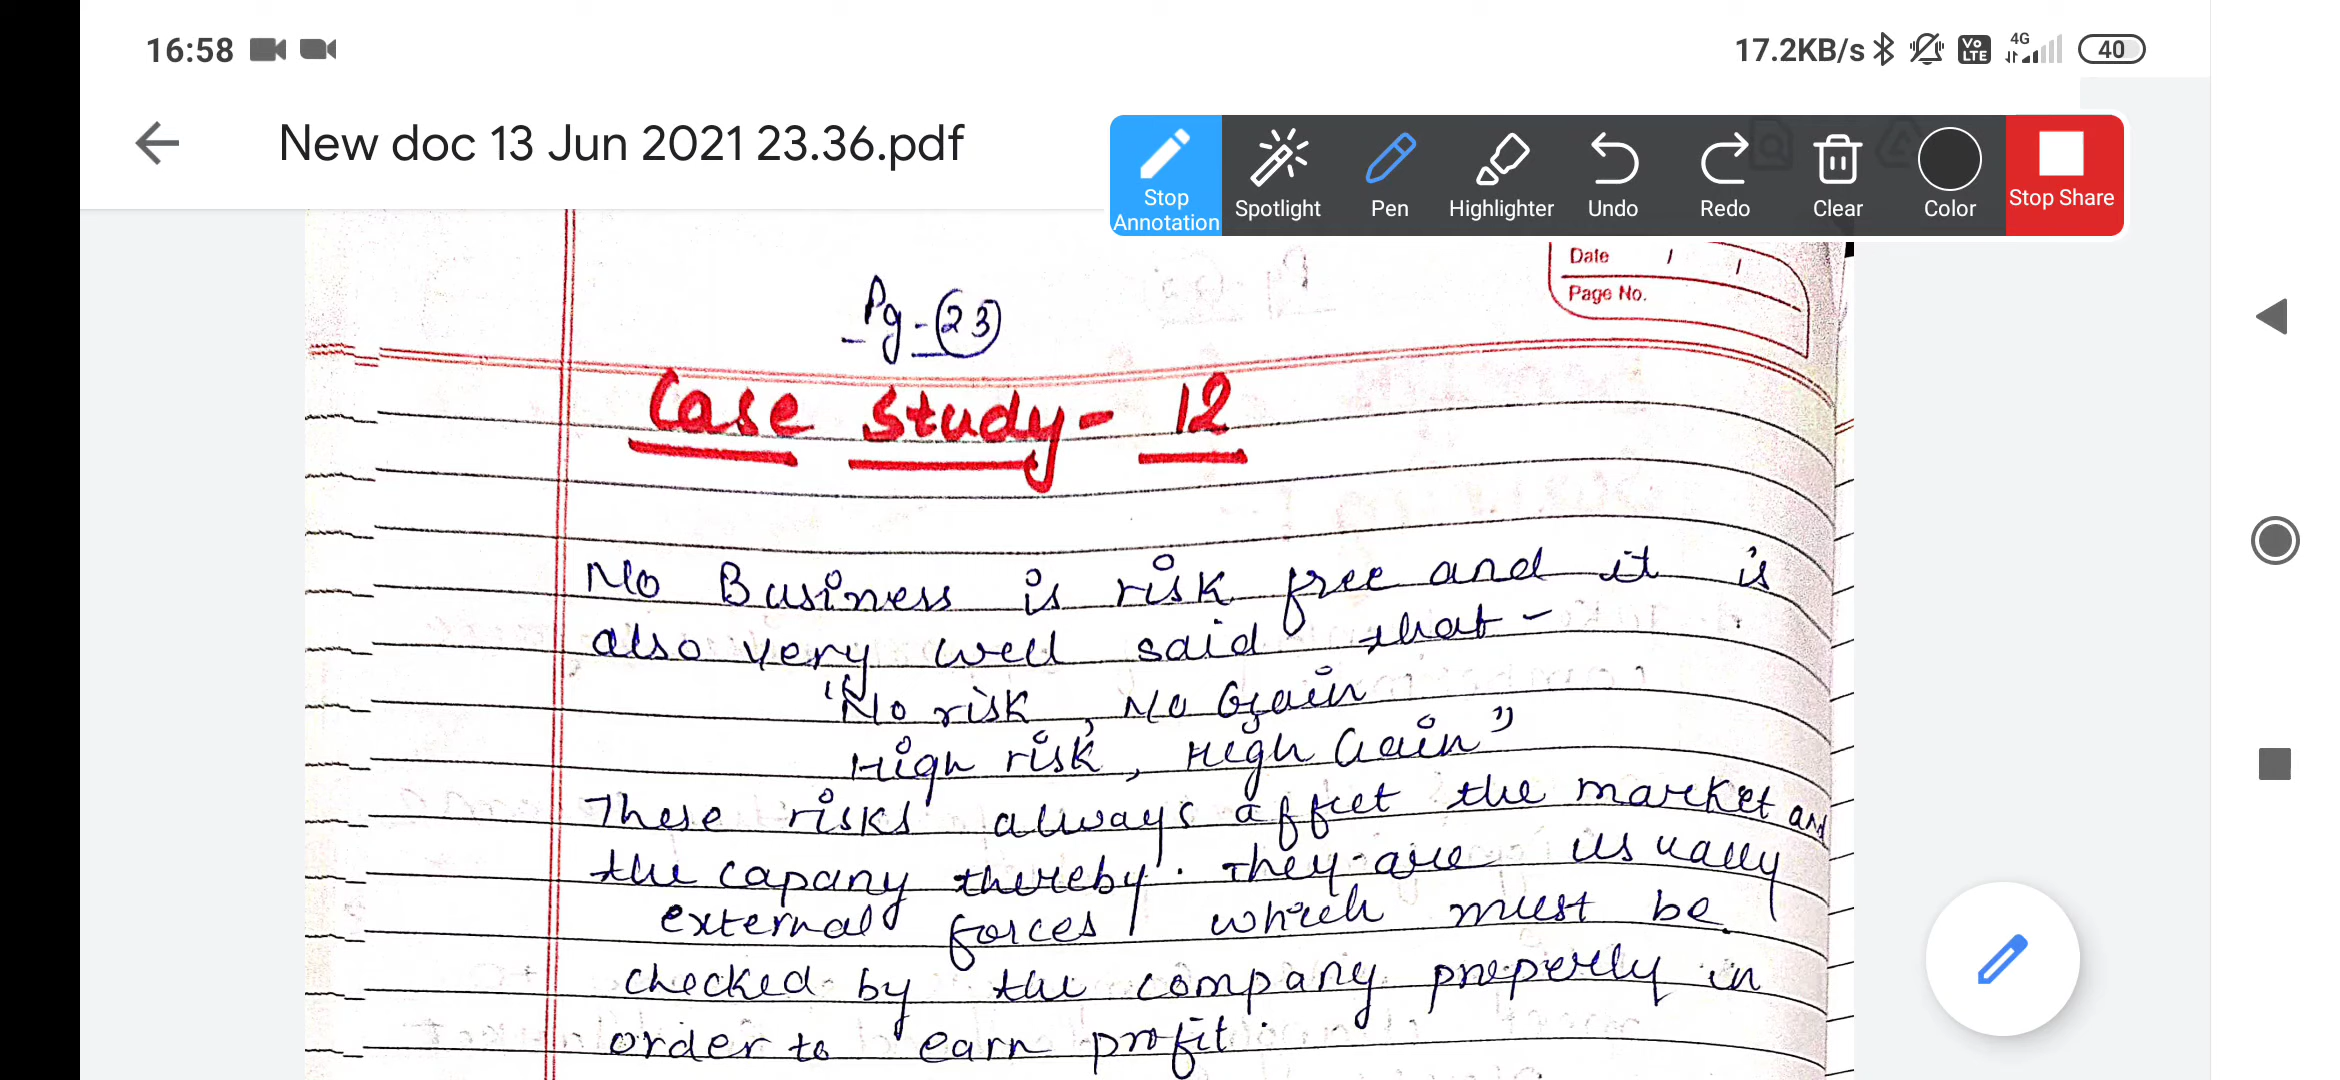 16:58
17.2KB/s
Vo LTE
4G
40
New doc 13 Jun 2021 23.36.pdf
Stop Annotation
Spotlight
Pen
Highlighter
Undo
Redo
Clear
Color
Stop Share
Date / /
Page No.
Pg-23
Case Study- 12
No Business is risk free and it is
also very well said that -
"No risk, No Gain
High risk, High Gain"
These risks always affect the market and
the capany thereby. They are usually
external forces which must be
checked by the company properly in
order to earn profit.